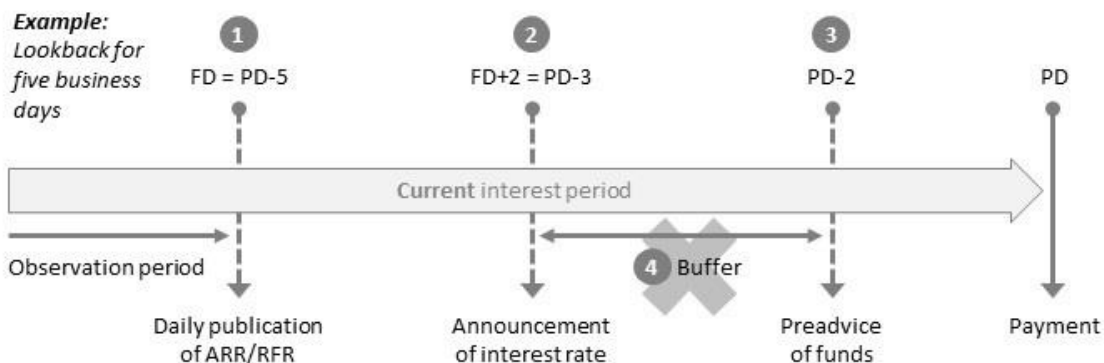 Example:
Lookback for
five business
days
1
2
3
FD = PD-5
FD+2 = PD-3
PD-2
PD
Current interest period
Observation period
4 Buffer
Daily publication
of ARR/RFR
Announcement
of interest rate
Preadvice
of funds
Payment